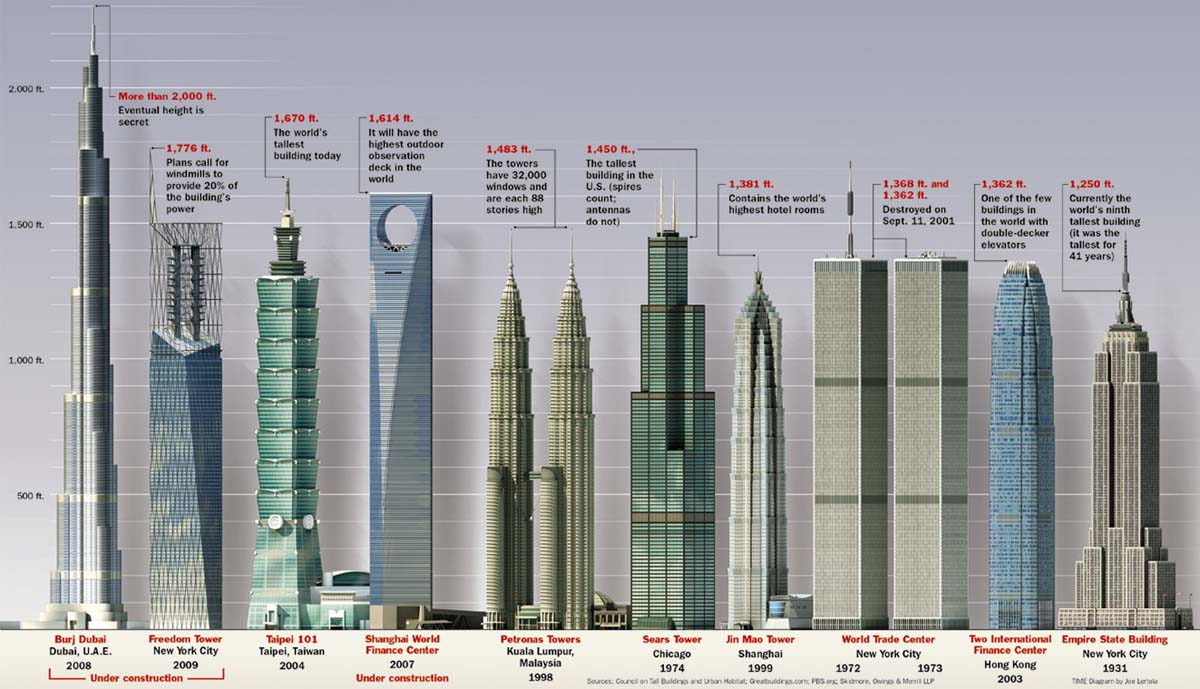 2,000 ft.
1,500 ft.
1,000 ft.
500 ft.
More than 2,000 ft.
Eventual height is
secret
1,776 ft.
Plans call for
windmills to
provide 20% of
the building's
power
1,670 ft.
The world's
tallest
building today
1,614 ft.
It will have the
highest outdoor
observation
deck in the
world
1,483 ft.
The towers
have 32,000
windows and
are each 88
stories high
1,450 ft.,
The tallest
building in the
U.S. (spires
count;
antennas
do not)
1,381 ft.
Contains the world's
highest hotel rooms
1,368 ft. and
1,362 ft.
Destroyed on
Sept. 11, 2001
1,362 ft.
One of the few
buildings in
the world with
double-decker
elevators
1,250 ft.
Currently the
world's ninth
tallest building
(it was the
tallest for
41 years)
Burj Dubai
Dubai, U.A.E.
2008
Freedom Tower
New York City
2009
Under construction
Taipei 101
Taipei, Taiwan
2004
Shanghai World
Finance Center
2007
Under construction
Petronas Towers
Kuala Lumpur,
Malaysia
1998
Sears Tower
Chicago
1974
Jin Mao Tower
Shanghai
1999
World Trade Center
New York City
1972 1973
Two International
Finance Center
Hong Kong
2003
Empire State Building
New York City
1931
Sources: Council on Tall Buildings and Urban Habitat; Greatbuildings.com; PBS.org; Skidmore, Owings & Merrill LLP
TIME Diagram by Joe Lertola